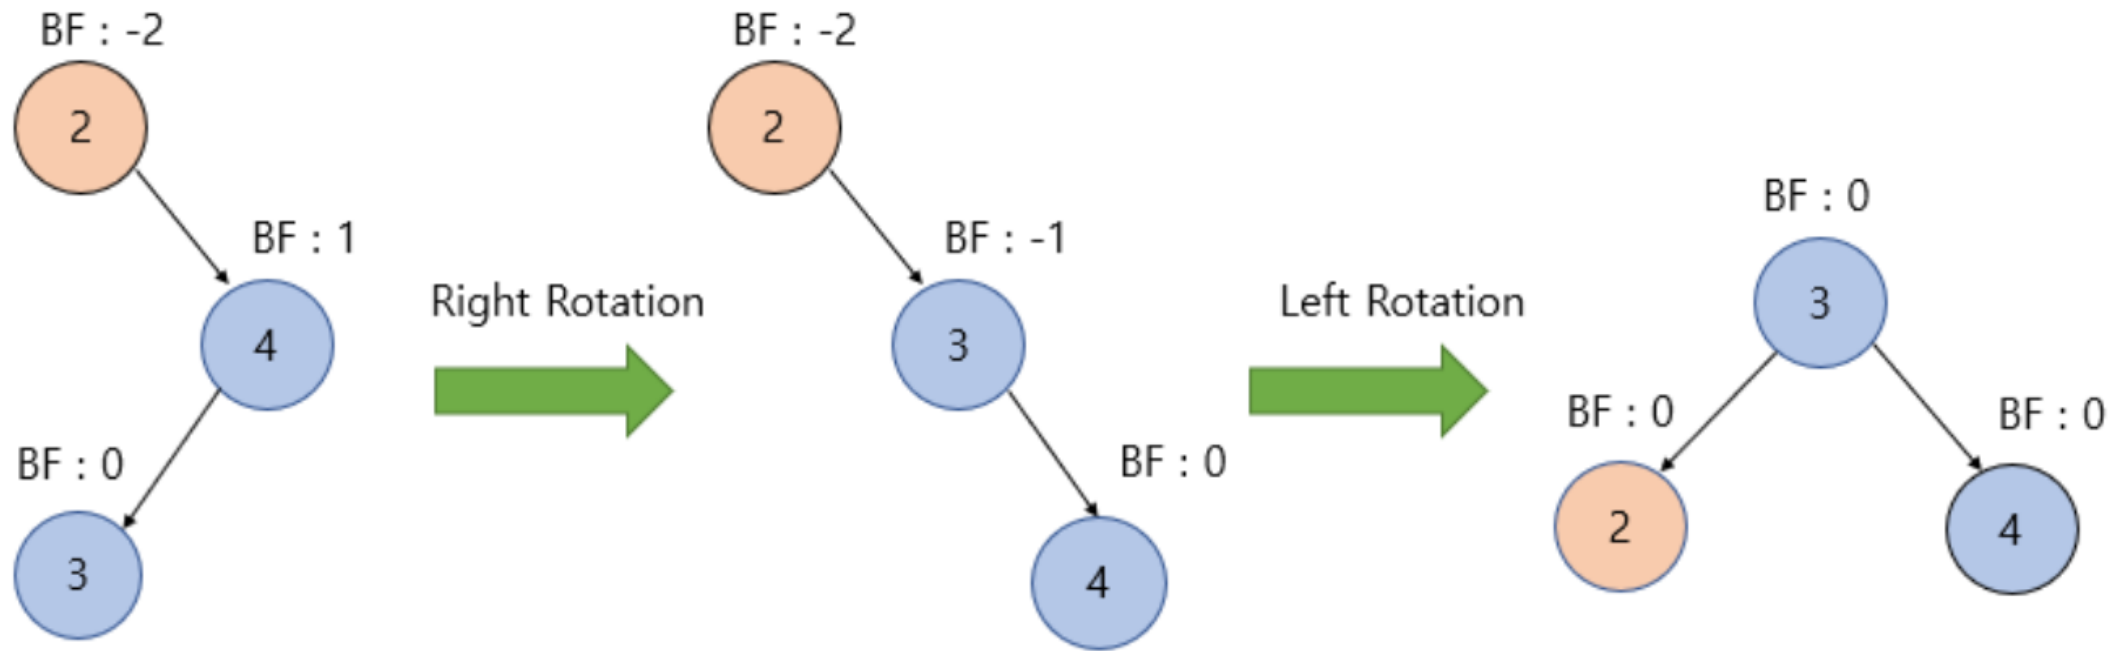 BF : -2
2
BF : 1
4
BF : 0
3
Right Rotation
BF : -2
2
BF : -1
3
BF : 0
4
Left Rotation
BF : 0
3
BF : 0
2
BF : 0
4